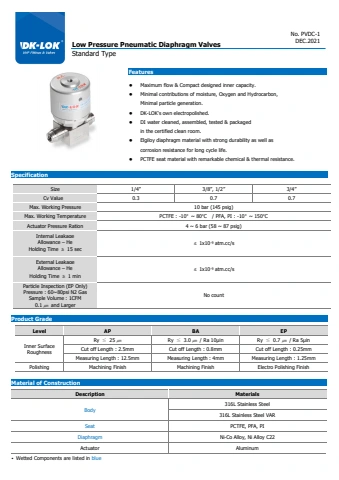 DK-LOK
No. PVDC-1
DEC.2021
Low Pressure Pneumatic Diaphragm Valves
Standard Type
Features
● Maximum flow & Compact designed inner capacity.
● Minimal contributions of moisture, Oxygen and Hydrocarbon,
Minimal particle generation.
● DK-LOK's own electropolished.
● DI water cleaned, assembled, tested & packaged
in the certified clean room.
● Elgiloy diaphragm material with strong durability as well as
corrosion resistance for long cycle life.
● PCTFE seat material with remarkable chemical & thermal resistance.
Specification
Size 1/4" 3/8", 1/2" 3/4"
Cv Value 0.3 0.7 0.7
Max. Working Pressure 10 bar (145 psig)
Max. Working Temperature PCTFE : -10° ~ 80℃ / PFA, PI : -10° ~ 150℃
Actuator Pressure Ration 4 ~ 6 bar (58 ~ 87 psig)
Internal Leakage
Allowance – He
Holding Time ≥ 15 sec
≤ 1x10⁻⁹ atm.cc/s
External Leakage
Allowance – He
Holding Time ≥ 1 min
≤ 1x10⁻⁹ atm.cc/s
Particle Inspection (EP Only)
Pressure : 60~80psi N2 Gas
Sample Volume : 1CFM
0.1 ㎛ and Larger
No count
Product Grade
Level AP BA EP
Inner Surface
Roughness
Ry ≤ 25 ㎛ Ry ≤ 3.0 ㎛ / Ra 10μin Ry ≤ 0.7 ㎛ / Ra 5μin
Cut off Length : 2.5mm Cut off Length : 0.8mm Cut off Length : 0.25mm
Measuring Length : 12.5mm Measuring Length : 4mm Measuring Length : 1.25mm
Polishing Machining Finish Machining Finish Electro Polishing Finish
Material of Construction
Description Materials
Body 316L Stainless Steel
316L Stainless Steel VAR
Seat PCTFE, PFA, PI
Diaphragm Ni-Co Alloy, Ni Alloy C22
Actuator Aluminum
• Wetted Components are listed in blue